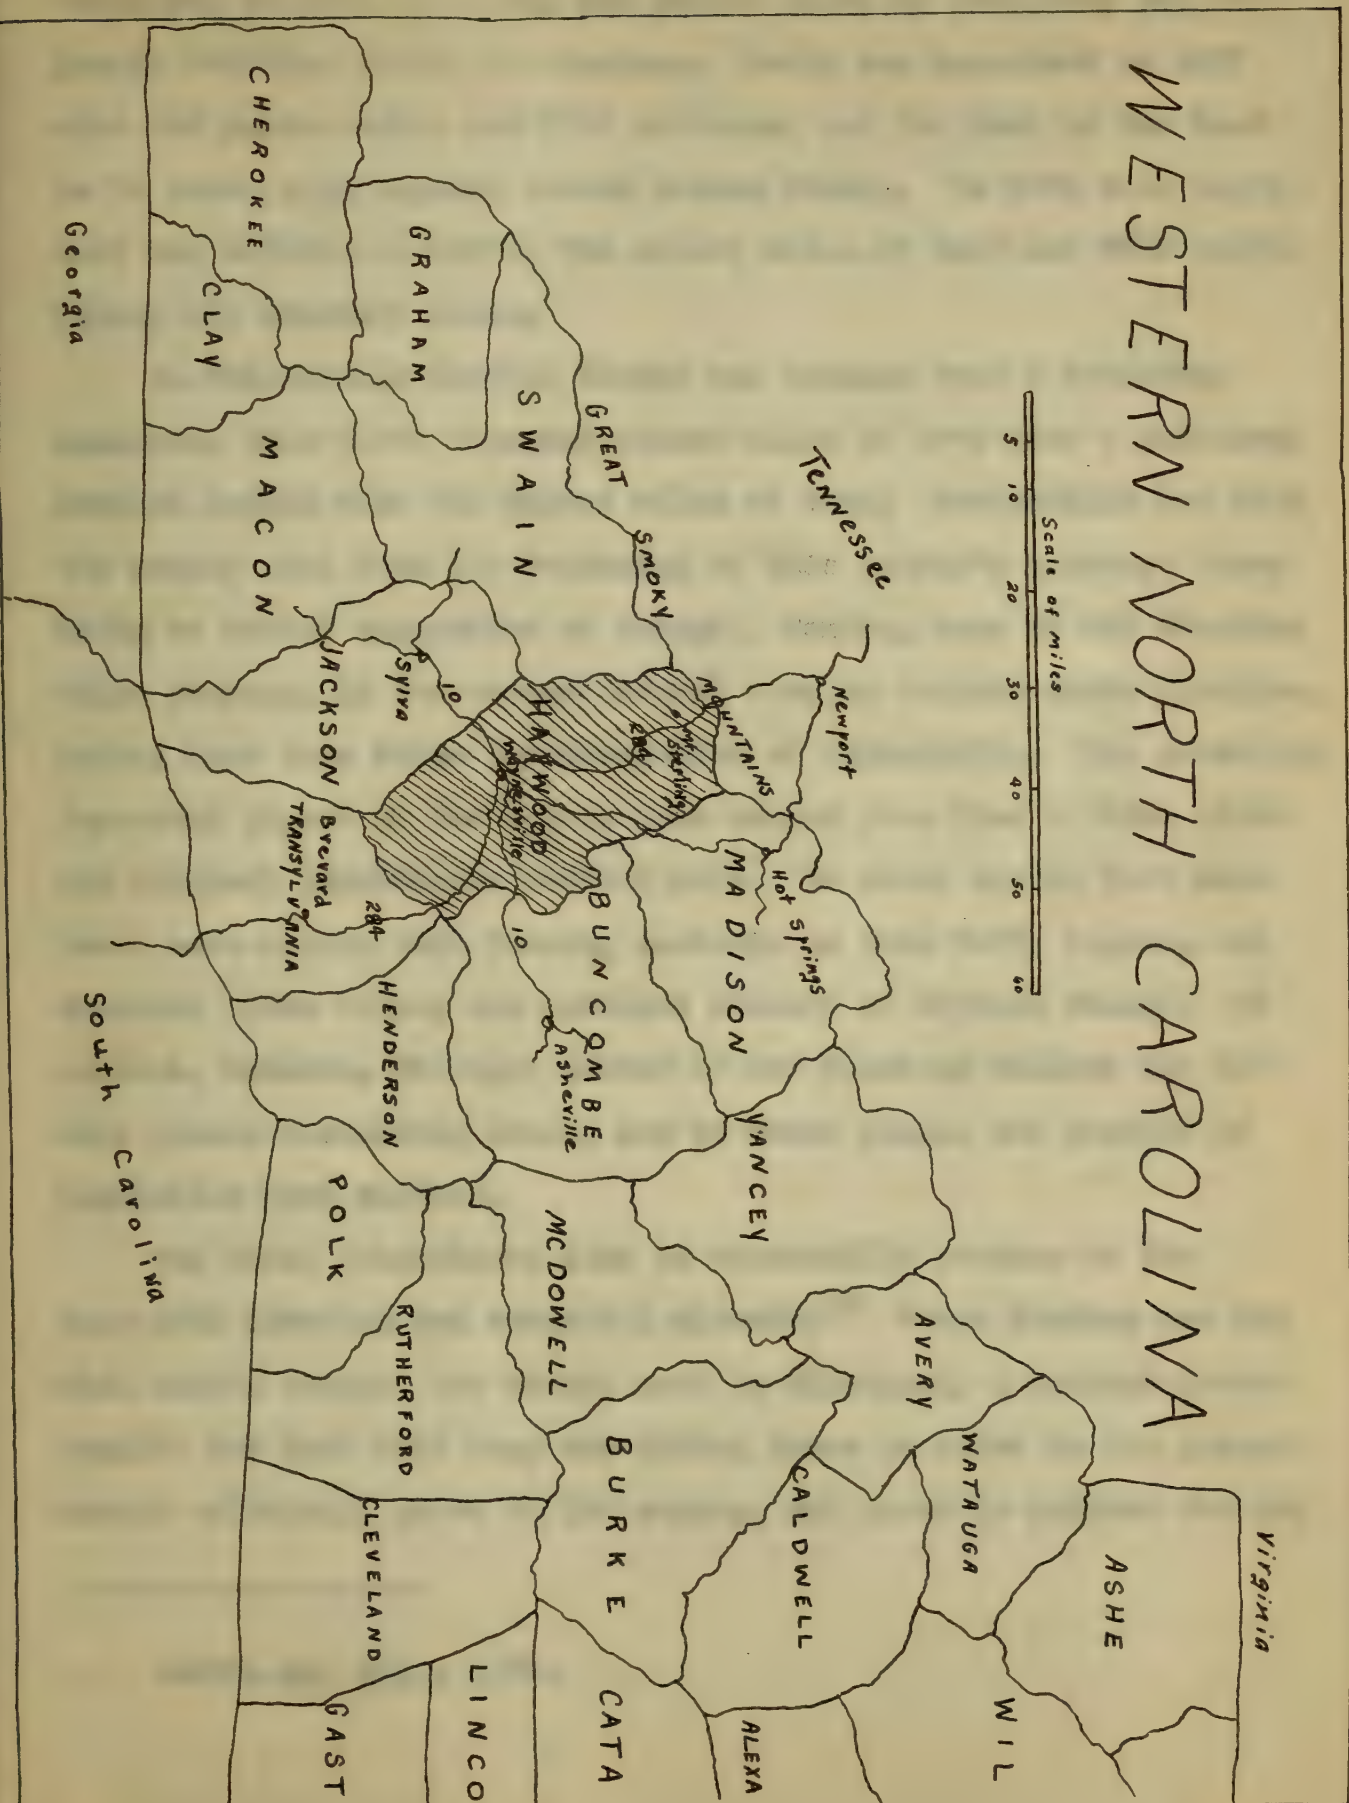 WESTERN NORTH CAROLINA
Scale of Miles
5 10 20 30 40 50 60
Virginia
Tennessee
Newport
GREAT SMOKY MOUNTAINS
Hot Springs
ASHE
WIL
WATAUGA
AVERY
YANCEY
MADISON
CALDWELL
ALEXA
SWAIN
HAYWOOD
Mt. Sterling
284
Waynesville
BUNCOMBE
Asheville
10
MCDOWELL
BURKE
CATA
GRAHAM
Sylva
10
JACKSON
Brevard
TRANSYLVANIA
284
HENDERSON
POLK
RUTHERFORD
CLEVELAND
LINCO
GAST
CHEROKEE
CLAY
MACON
Georgia
South Carolina